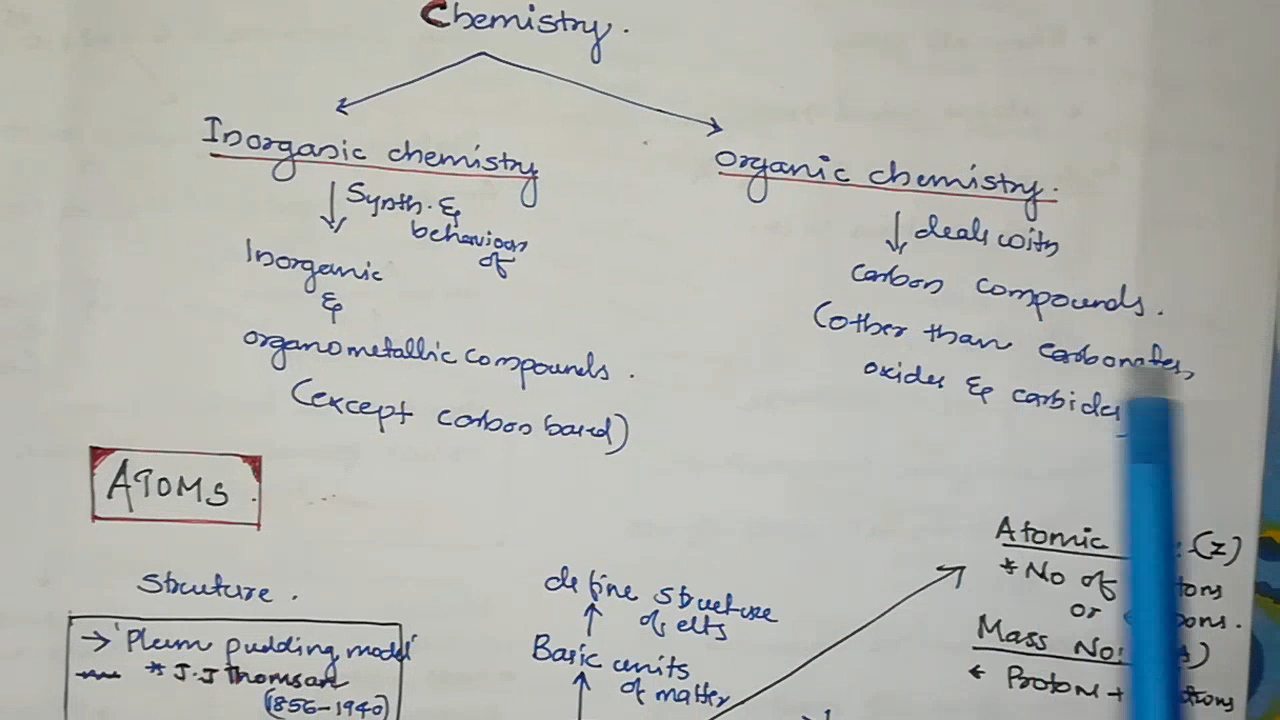 Chemistry.
Inorganic chemistry
Synth. &
behaviour
of
Inorganic
&
organometallic compounds.
(except carbon based)
organic chemistry.
deals with
carbon compounds.
(other than carbonates,
oxides & carbides
ATOMS.
Structure.
→ 'Plum pudding model'
* J.J Thomson
(1856-1940)
define structure
of elts
Basic units
of matter
Atomic (Z)
* No of
or
Mass No:
* Proton +